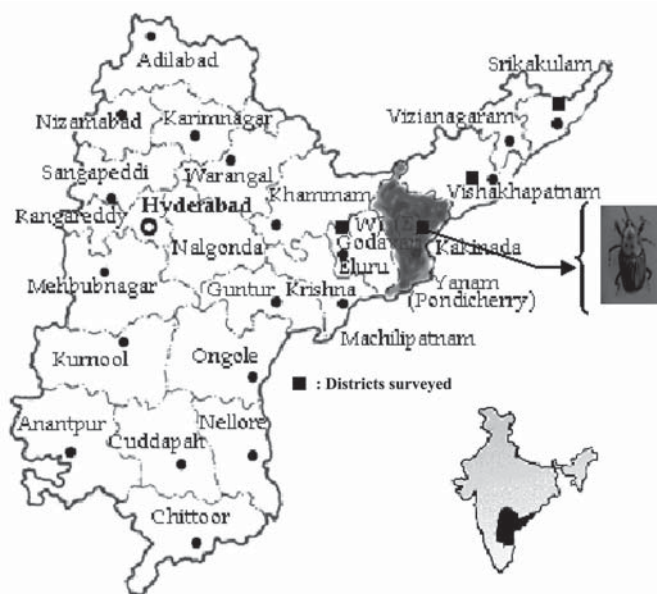 Adilabad
Srikakulam
Nizamabad
Karimnagar
Vizianagaram
Sangapeddi
Warangal
Khammam
Vishakhapatnam
Rangareddy
Hyderabad
Nalgonda
Godavari
Kakinada
Eluru
Mehbubnagar
Guntur
Krishna
Yanam
(Pondicherry)
Machilipatnam
Kurnool
Ongole
: Districts surveyed
Anantpur
Nellore
Cuddapah
Chittoor